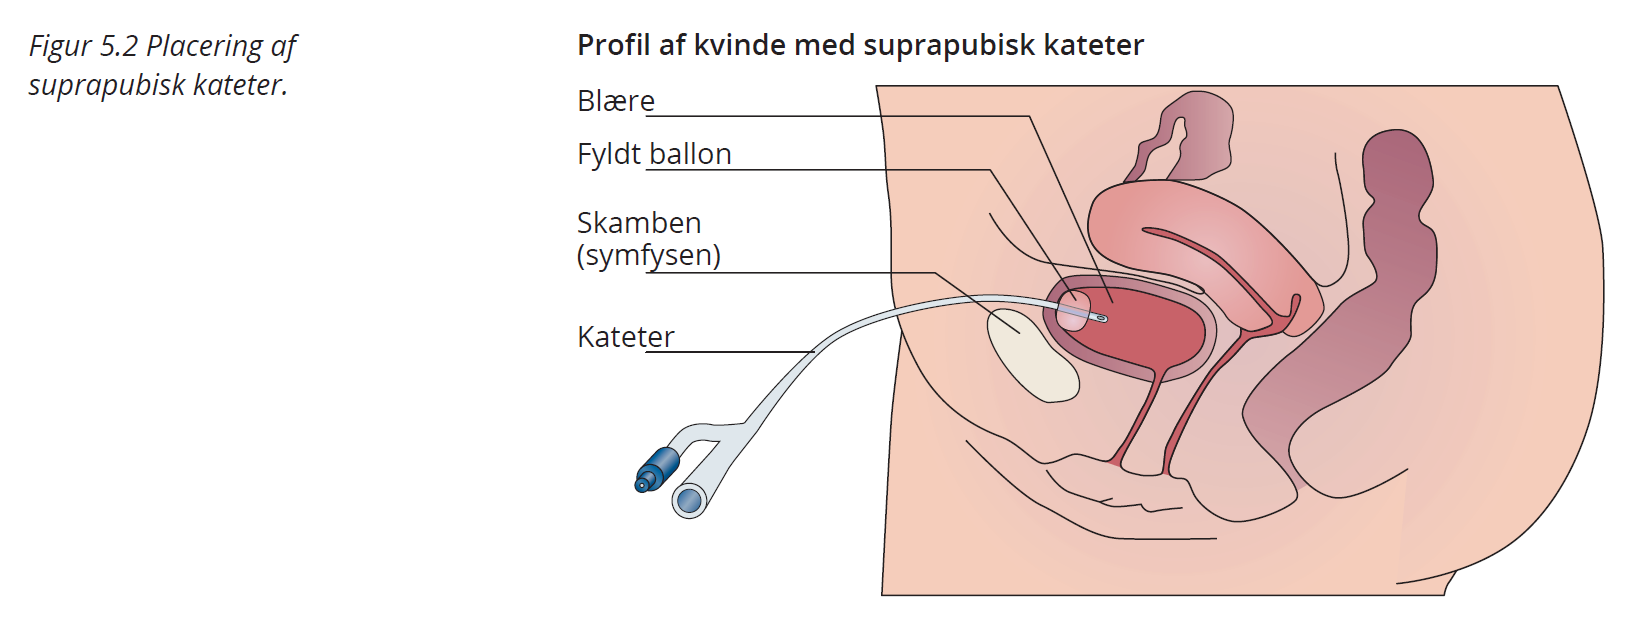 Figur 5.2 Placering af
suprapubisk kateter.
Profil af kvinde med suprapubisk kateter
Blære
Fyldt ballon
Skamben
(symfysen)
Kateter